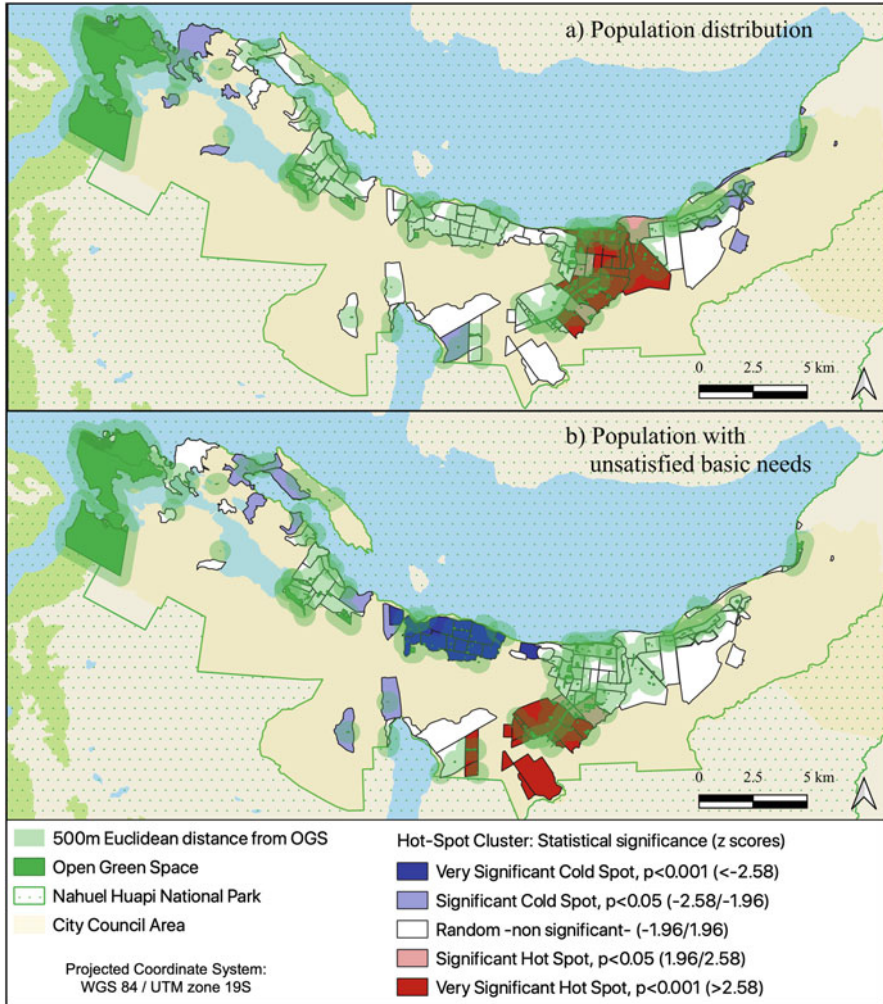 a) Population distribution
0 2.5 5 km
b) Population with
unsatisfied basic needs
0 2.5 5 km
500m Euclidean distance from OGS
Open Green Space
Nahuel Huapi National Park
City Council Area
Projected Coordinate System:
WGS 84 / UTM zone 19S
Hot-Spot Cluster: Statistical significance (z scores)
Very Significant Cold Spot, p<0.001 (<-2.58)
Significant Cold Spot, p<0.05 (-2.58/-1.96)
Random -non significant- (-1.96/1.96)
Significant Hot Spot, p<0.05 (1.96/2.58)
Very Significant Hot Spot, p<0.001 (>2.58)